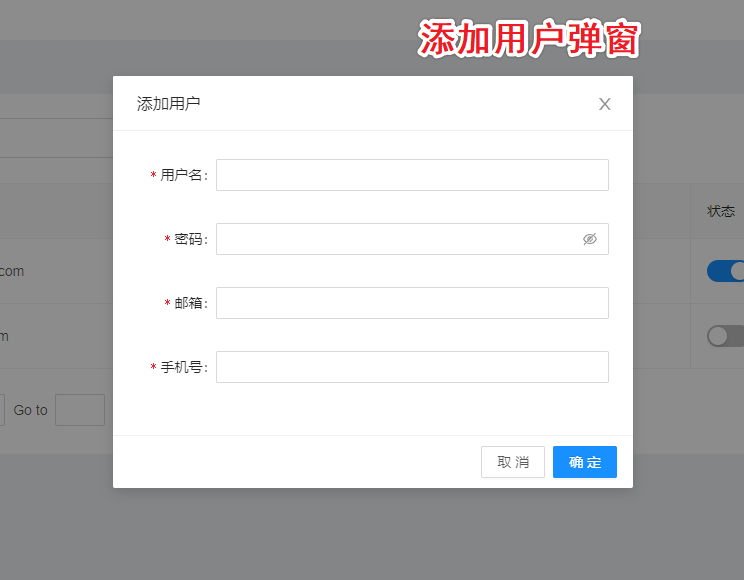 添加用户弹窗
添加用户
* 用户名:
状态
* 密码:
com
* 邮箱:
m
* 手机号:
Go to
取 消
确 定